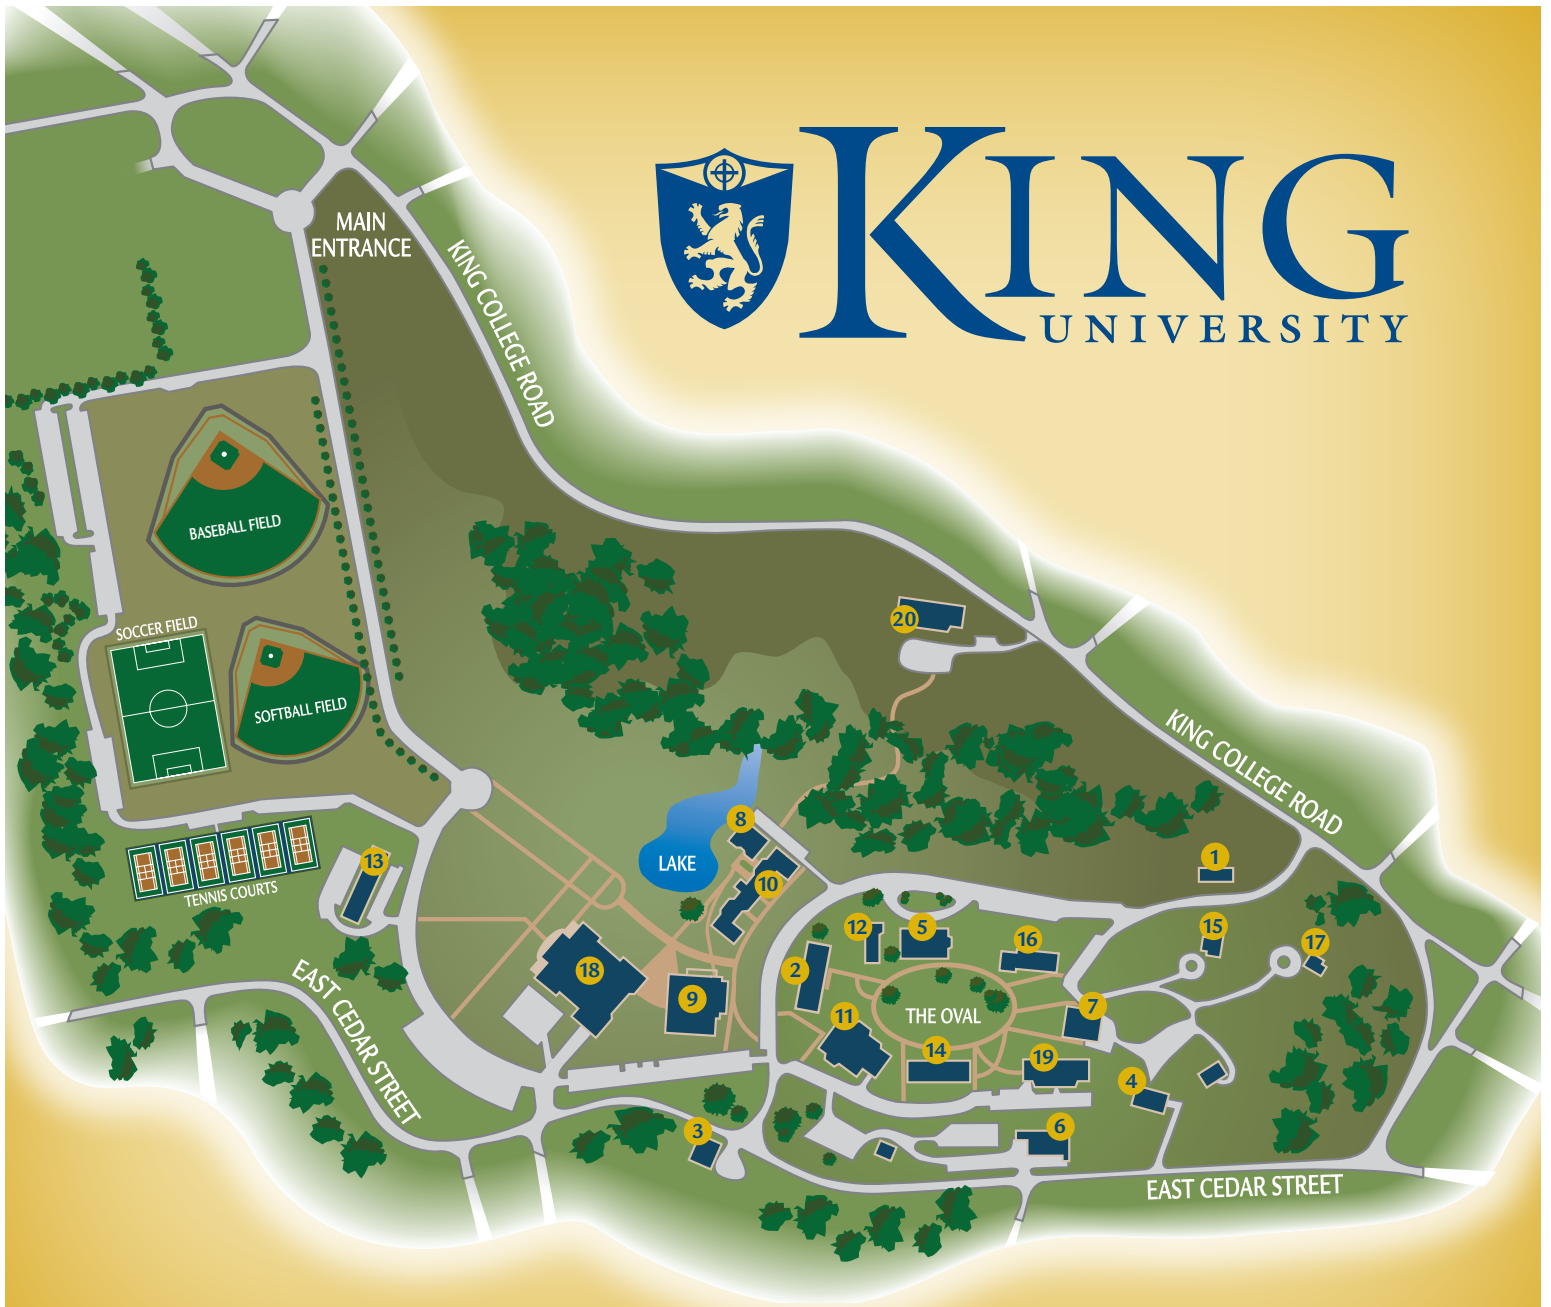 KING
UNIVERSITY
MAIN
ENTRANCE
KING COLLEGE ROAD
BASEBALL FIELD
SOCCER FIELD
SOFTBALL FIELD
20
KING COLLEGE ROAD
8
LAKE
10
1
13
TENNIS COURTS
12
5
16
15
17
18
2
9
EAST CEDAR STREET
11
THE OVAL
7
14
19
4
3
6
EAST CEDAR STREET